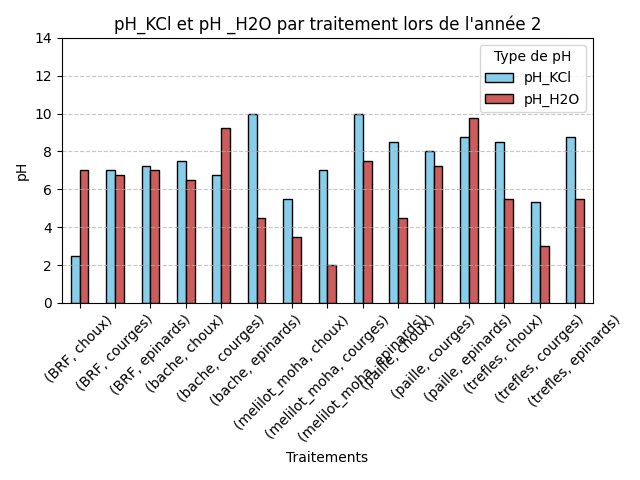 pH_KCl et pH _H2O par traitement lors de l'année 2
Type de pH
pH_KCl
pH_H2O
pH
14
12
10
8
6
4
2
0
(BRF, choux)
(BRF, courges)
(BRF, epinards)
(bache, choux)
(bache, courges)
(bache, epinards)
(melilot_moha, choux)
(melilot_moha, courges)
(melilot_moha, epinards)
(paille, choux)
(paille, courges)
(paille, epinards)
(trefles, choux)
(trefles, courges)
(trefles, epinards)
Traitements